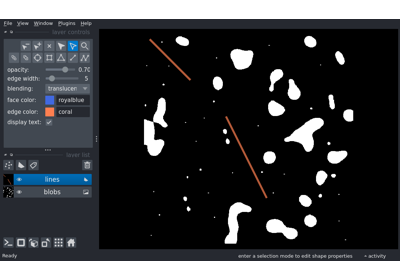 File View Window Plugins Help
layer controls
opacity: 0.70
edge width: 5
blending: translucen
face color: royalblue
edge color: coral
display text:
layer list
lines
blobs
Ready enter a selection mode to edit shape properties activity